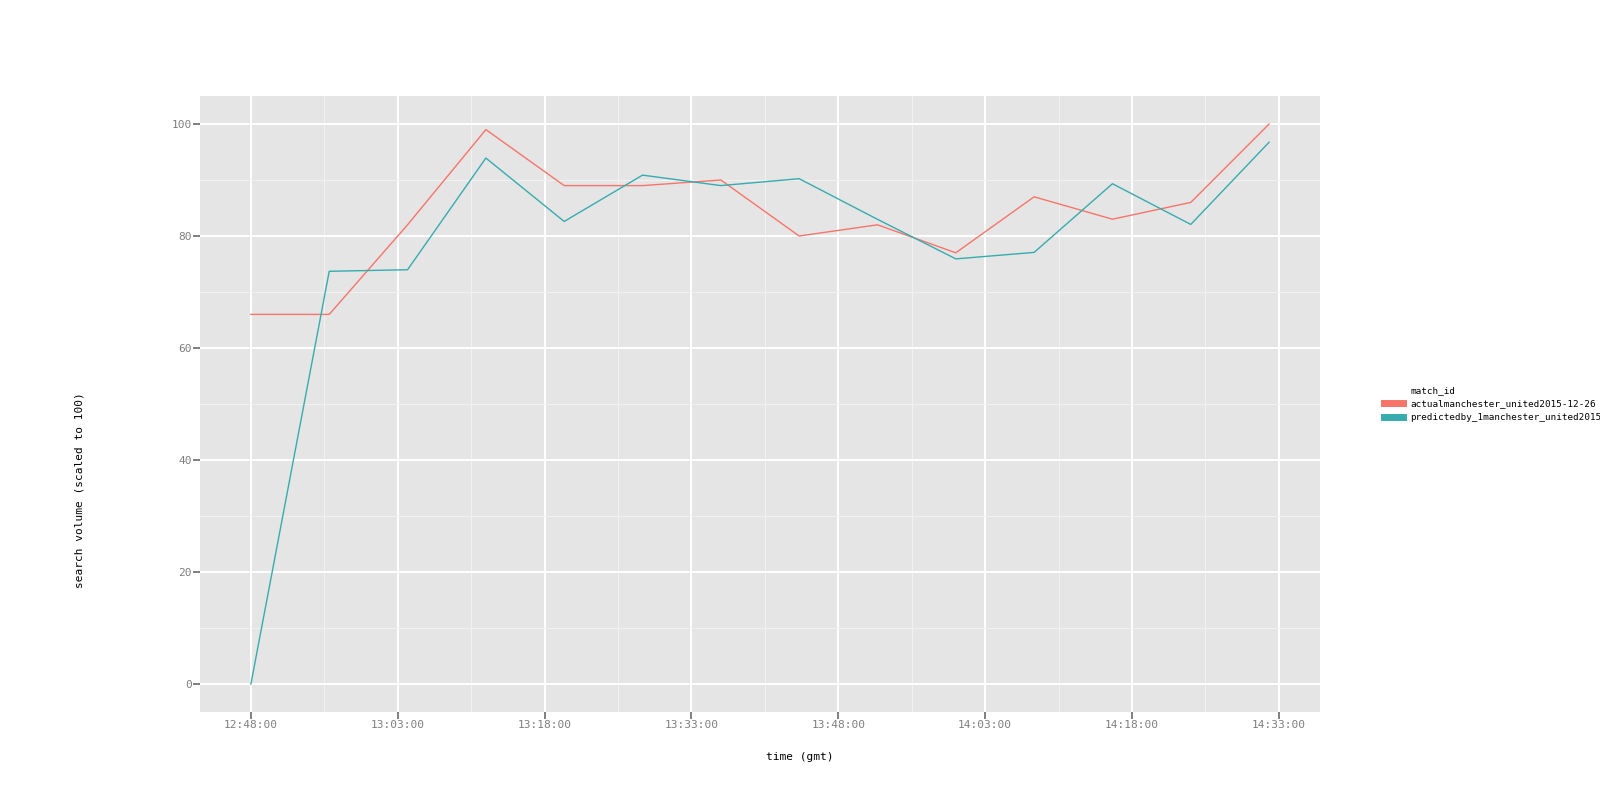 100
80
60
40
20
0
search volume (scaled to 100)
12:48:00 13:03:00 13:18:00 13:33:00 13:48:00 14:03:00 14:18:00 14:33:00
time (gmt)
match_id
actualmanchester_united2015-12-26
predictedby_1manchester_united2015